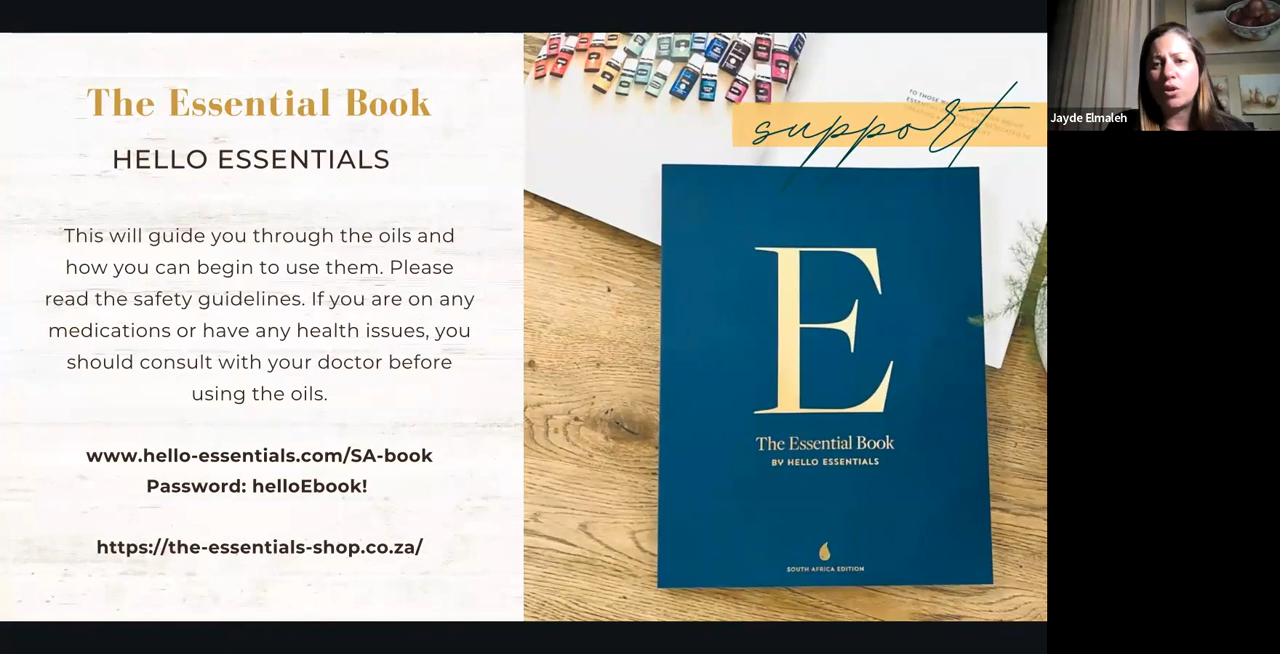 The Essential Book
HELLO ESSENTIALS
This will guide you through the oils and
how you can begin to use them. Please
read the safety guidelines. If you are on any
medications or have any health issues, you
should consult with your doctor before
using the oils.
www.hello-essentials.com/SA-book
Password: helloEbook!
https://the-essentials-shop.co.za/
TO THOSE
support
E
The Essential Book
BY HELLO ESSENTIALS
SOUTH AFRICA EDITION
Jayde Elmaleh